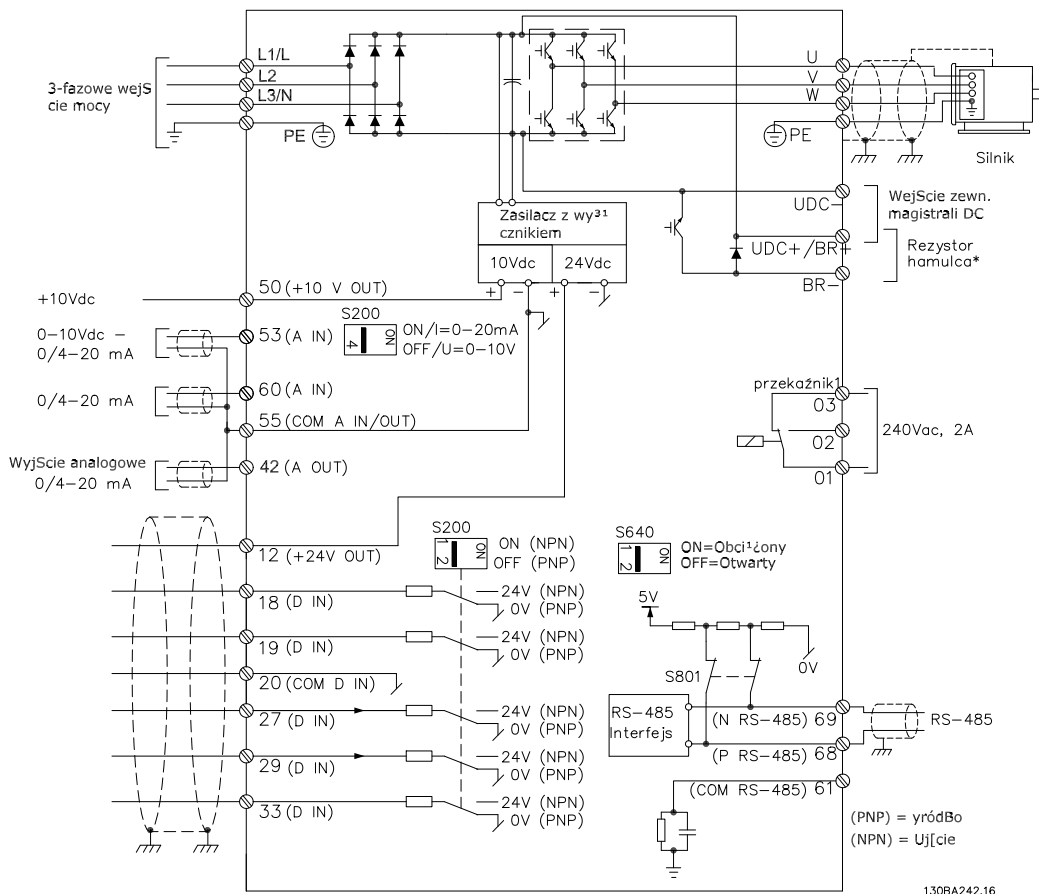 L1/L
L2
L3/N
PE
3-fazowe wejS
cie mocy
U
V
W
PE
Silnik
UDC-
WejScie zewn.
magistrali DC
UDC+/BR+
Rezystor
hamulca*
BR-
Zasilacz z wy³¹
cznikiem
10Vdc
24Vdc
+ - + -
+10Vdc
50 (+10 V OUT)
0-10Vdc -
0/4-20 mA
53 (A IN)
S200
ON
4
ON/I=0-20mA
OFF/U=0-10V
0/4-20 mA
60 (A IN)
55 (COM A IN/OUT)
WyjScie analogowe
0/4-20 mA
42 (A OUT)
przekaźnik1
03
02
01
240Vac, 2A
12 (+24V OUT)
S200
ON
1 2
ON (NPN)
OFF (PNP)
18 (D IN)
24V (NPN)
0V (PNP)
19 (D IN)
24V (NPN)
0V (PNP)
20 (COM D IN)
27 (D IN)
24V (NPN)
0V (PNP)
29 (D IN)
24V (NPN)
0V (PNP)
33 (D IN)
24V (NPN)
0V (PNP)
S640
ON
1 2
ON=Obci¹¿ony
OFF=Otwarty
5V
0V
S801
RS-485
Interfejs
(N RS-485) 69
RS-485
(P RS-485) 68
(COM RS-485) 61
(PNP) = yródBo
(NPN) = Uj[cie
130BA242.16